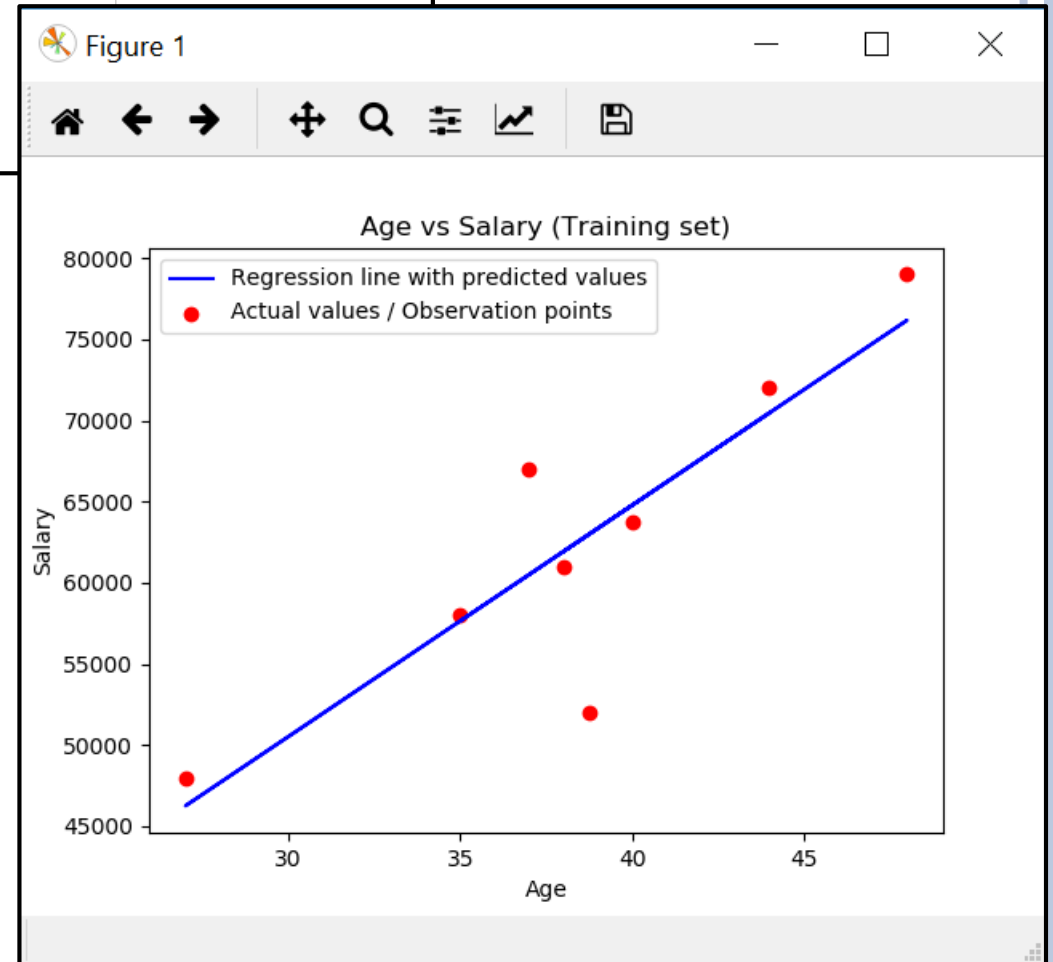 Figure 1
Age vs Salary (Training set)
Regression line with predicted values
Actual values / Observation points
80000
75000
70000
65000
60000
55000
50000
45000
Salary
30 35 40 45
Age